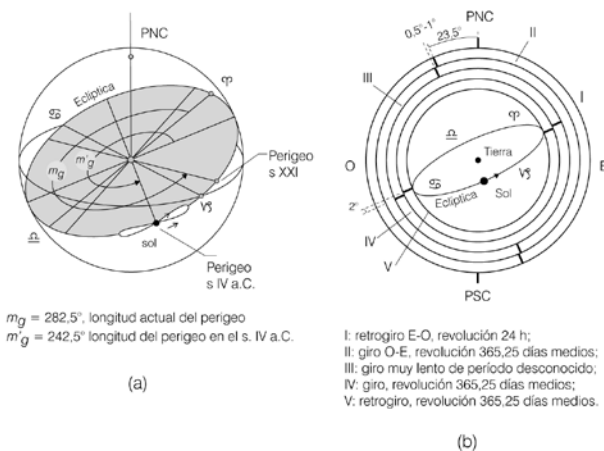 PNC
♈
Eclíptica
♋
m'g
mg
Perigeo
s XXI
♑
♎
sol
Perigeo
s IV a.C.
mg = 282,5°, longitud actual del perigeo
m'g = 242,5° longitud del perigeo en el s. IV a.C.
(a)
0,5°-1°
PNC
23,5°
II
III
I
♈
♎
Tierra
O
E
♋
♑
Sol
Eclíptica
2°
IV
V
PSC
I: retrogiro E-O, revolución 24 h;
II: giro O-E, revolución 365,25 días medios;
III: giro muy lento de período desconocido;
IV: giro, revolución 365,25 días medios;
V: retrogiro, revolución 365,25 días medios.
(b)